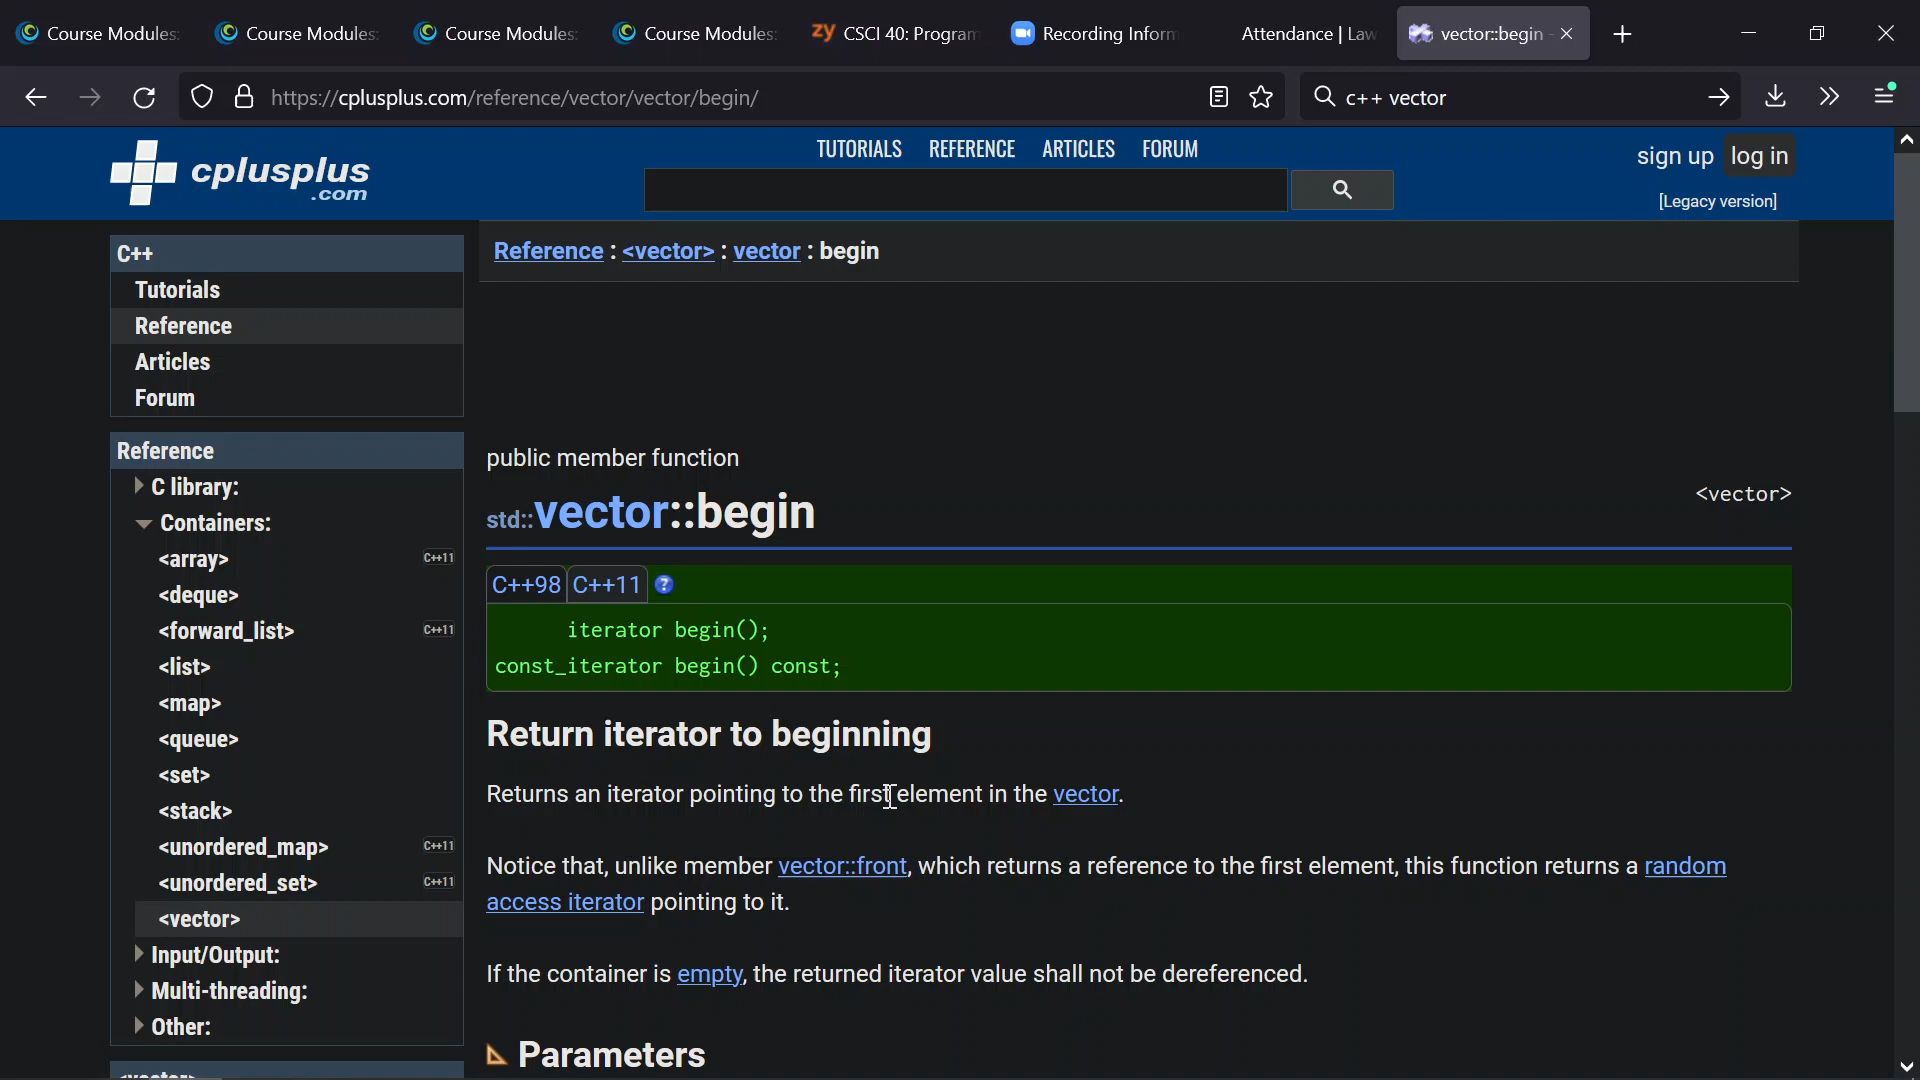 Course Modules: Course Modules: Course Modules: Course Modules: zy CSCI 40: Program Recording Inform Attendance | Law vector::begin -
https://cplusplus.com/reference/vector/vector/begin/ c++ vector
TUTORIALS REFERENCE ARTICLES FORUM
cplusplus
.com
sign up log in
[Legacy version]
C++
Tutorials
Reference
Articles
Forum
Reference
C library:
Containers:
<array> C++11
<deque>
<forward_list> C++11
<list>
<map>
<queue>
<set>
<stack>
<unordered_map> C++11
<unordered_set> C++11
<vector>
Input/Output:
Multi-threading:
Other:
<vector>
Reference : <vector> : vector : begin
public member function
<vector>
std::vector::begin
C++98 C++11 ?
iterator begin();
const_iterator begin() const;
Return iterator to beginning
Returns an iterator pointing to the first element in the vector.
Notice that, unlike member vector::front, which returns a reference to the first element, this function returns a random
access iterator pointing to it.
If the container is empty, the returned iterator value shall not be dereferenced.
Parameters